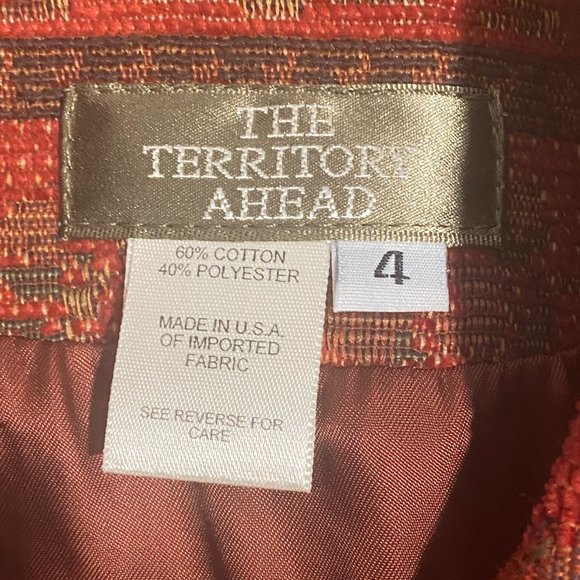 THE
TERRITORY
AHEAD
60% COTTON
40% POLYESTER
4
MADE IN U.S.A.
OF IMPORTED
FABRIC
SEE REVERSE FOR
CARE